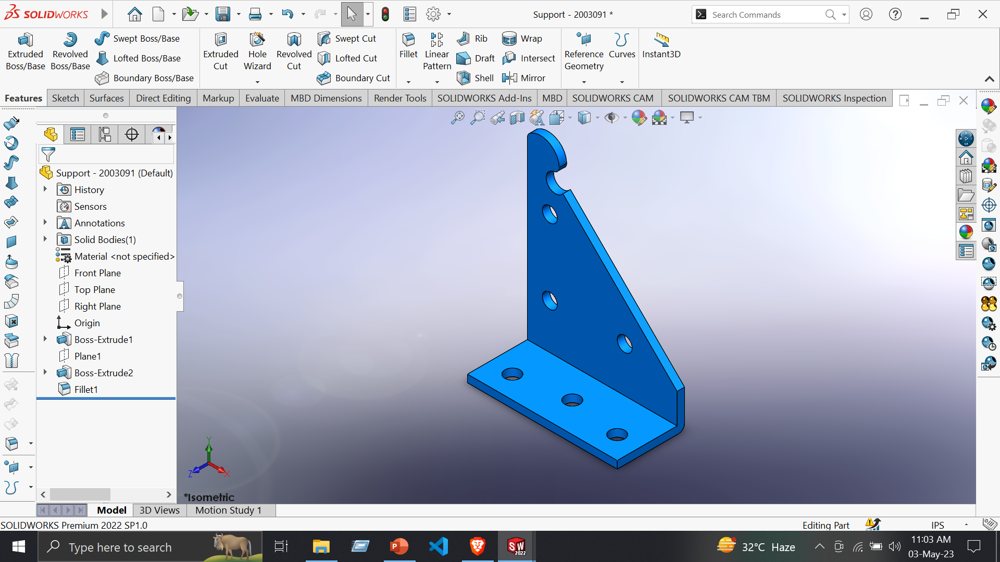 SOLIDWORKS
Support - 2003091 *
Search Commands
Extruded Boss/Base
Revolved Boss/Base
Swept Boss/Base
Lofted Boss/Base
Boundary Boss/Base
Extruded Cut
Hole Wizard
Revolved Cut
Swept Cut
Lofted Cut
Boundary Cut
Fillet
Linear Pattern
Rib
Draft
Shell
Wrap
Intersect
Mirror
Reference Geometry
Curves
Instant3D
Features
Sketch
Surfaces
Direct Editing
Markup
Evaluate
MBD Dimensions
Render Tools
SOLIDWORKS Add-Ins
MBD
SOLIDWORKS CAM
SOLIDWORKS CAM TBM
SOLIDWORKS Inspection
Support - 2003091 (Default)
History
Sensors
Annotations
Solid Bodies(1)
Material <not specified>
Front Plane
Top Plane
Right Plane
Origin
Boss-Extrude1
Plane1
Boss-Extrude2
Fillet1
Y
Z
X
*Isometric
Model
3D Views
Motion Study 1
SOLIDWORKS Premium 2022 SP1.0
Editing Part
IPS
Type here to search
P
SW
2022
32°C Haze
11:03 AM
03-May-23